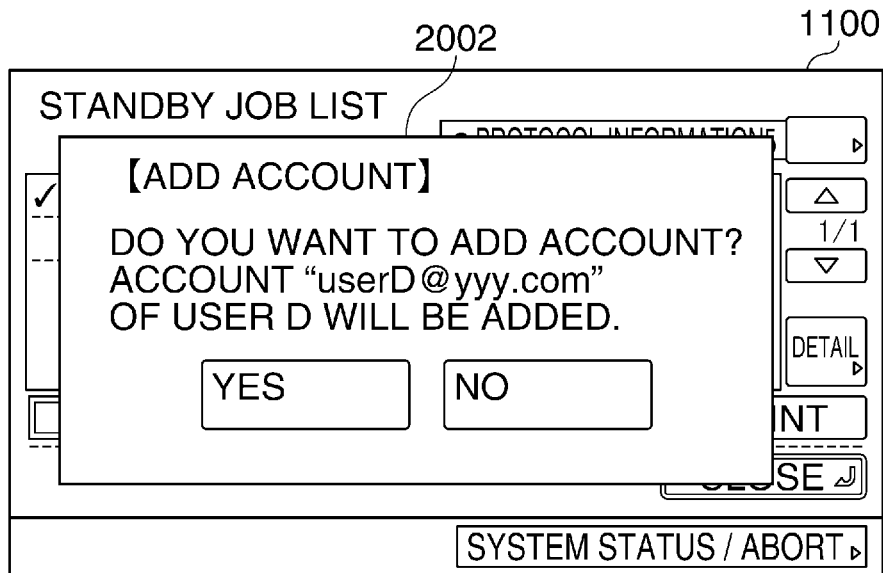 2002
1100
STANDBY JOB LIST
【ADD ACCOUNT】
DO YOU WANT TO ADD ACCOUNT?
ACCOUNT “userD@yyy.com”
OF USER D WILL BE ADDED.
YES
NO
1/1
DETAIL
SYSTEM STATUS / ABORT